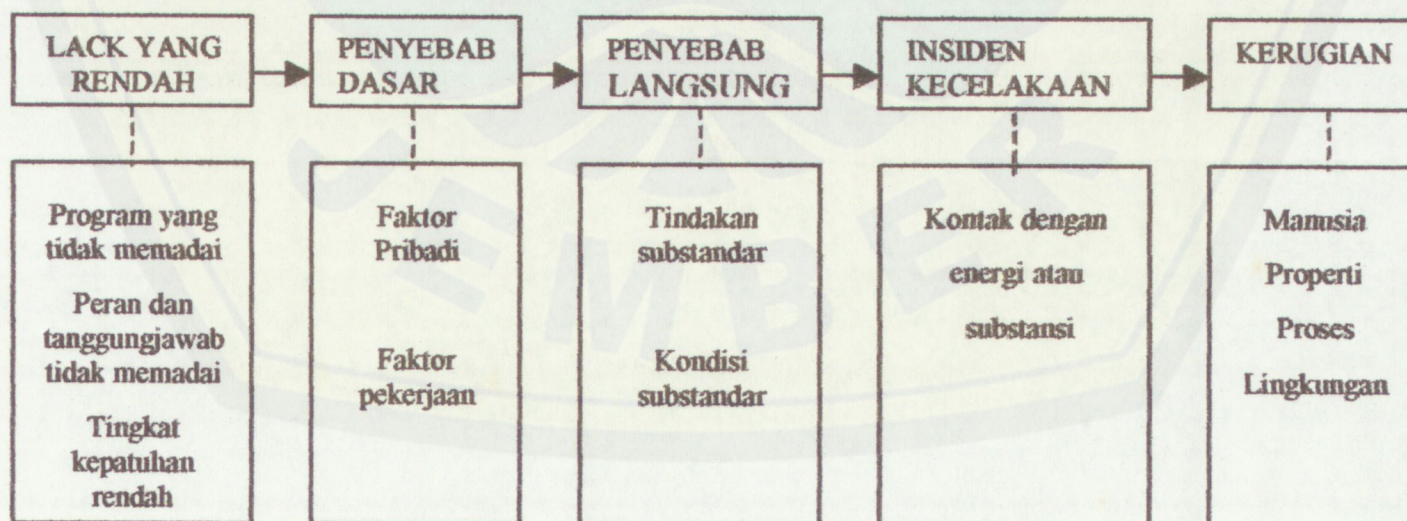 LACK YANG
RENDAH
PENYEBAB
DASAR
PENYEBAB
LANGSUNG
INSIDEN
KECELAKAAN
KERUGIAN
Program yang
tidak memadai
Peran dan
tanggungjawab
tidak memadai
Tingkat
kepatuhan
rendah
Faktor
Pribadi
Faktor
pekerjaan
Tindakan
substandar
Kondisi
substandar
Kontak dengan
energi atau
substansi
Manusia
Properti
Proses
Lingkungan
JEMBER